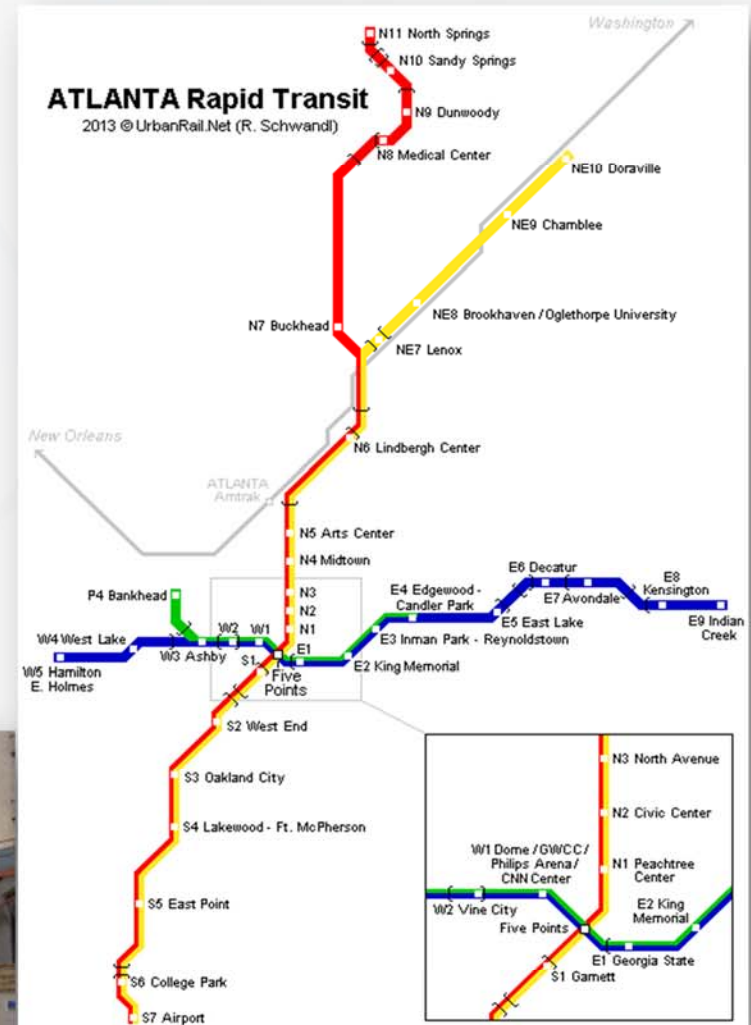 Washington
N11 North Springs
N10 Sandy Springs
ATLANTA Rapid Transit
2013 © UrbanRail.Net (R. Schwandl)
N9 Dunwoody
N8 Medical Center
NE10 Doraville
NE9 Chamblee
N7 Buckhead
NE8 Brookhaven / Oglethorpe University
NE7 Lenox
New Orleans
N6 Lindbergh Center
ATLANTA
Amtrak
N5 Arts Center
N4 Midtown
P4 Bankhead
N3
N2
N1
W4 West Lake
W3 Ashby
W2
W1
W5 Hamilton
E. Holmes
S1
Five
Points
E1
E2 King Memorial
E3 Inman Park - Reynoldstown
E4 Edgewood -
Candler Park
E5 East Lake
E6 Decatur
E7 Avondale
E8
Kensington
E9 Indian
Creek
S2 West End
S3 Oakland City
S4 Lakewood - Ft. McPherson
S5 East Point
S6 College Park
S7 Airport
N3 North Avenue
N2 Civic Center
W1 Dome / GWCC /
Philips Arena /
CNN Center
N1 Peachtree
Center
W2 Vine City
E2 King
Memorial
Five Points
E1 Georgia State
S1 Garnett